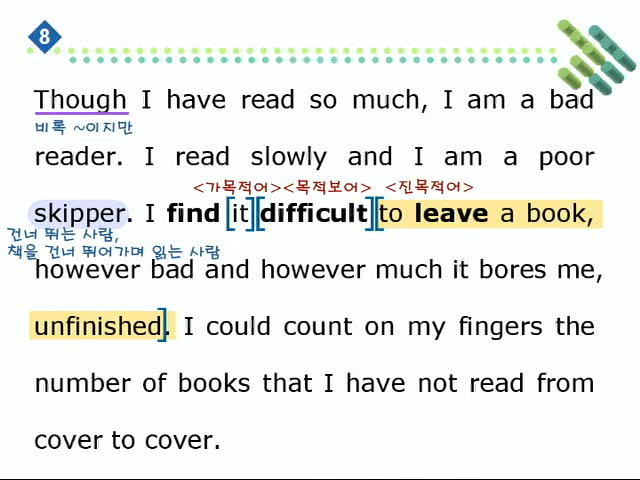 8
Though I have read so much, I am a bad
비록 ~이지만
reader. I read slowly and I am a poor
<가목적어><목적보어> <진목적어>
skipper. I find [it][difficult][to leave a book,
건너 뛰는 사람,
책을 건너 뛰어가며 읽는 사람
however bad and however much it bores me,
unfinished]. I could count on my fingers the
number of books that I have not read from
cover to cover.